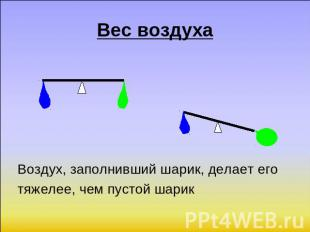 Вес воздуха
Воздух, заполнивший шарик, делает его
тяжелее, чем пустой шарик
PPt4WEB.ru